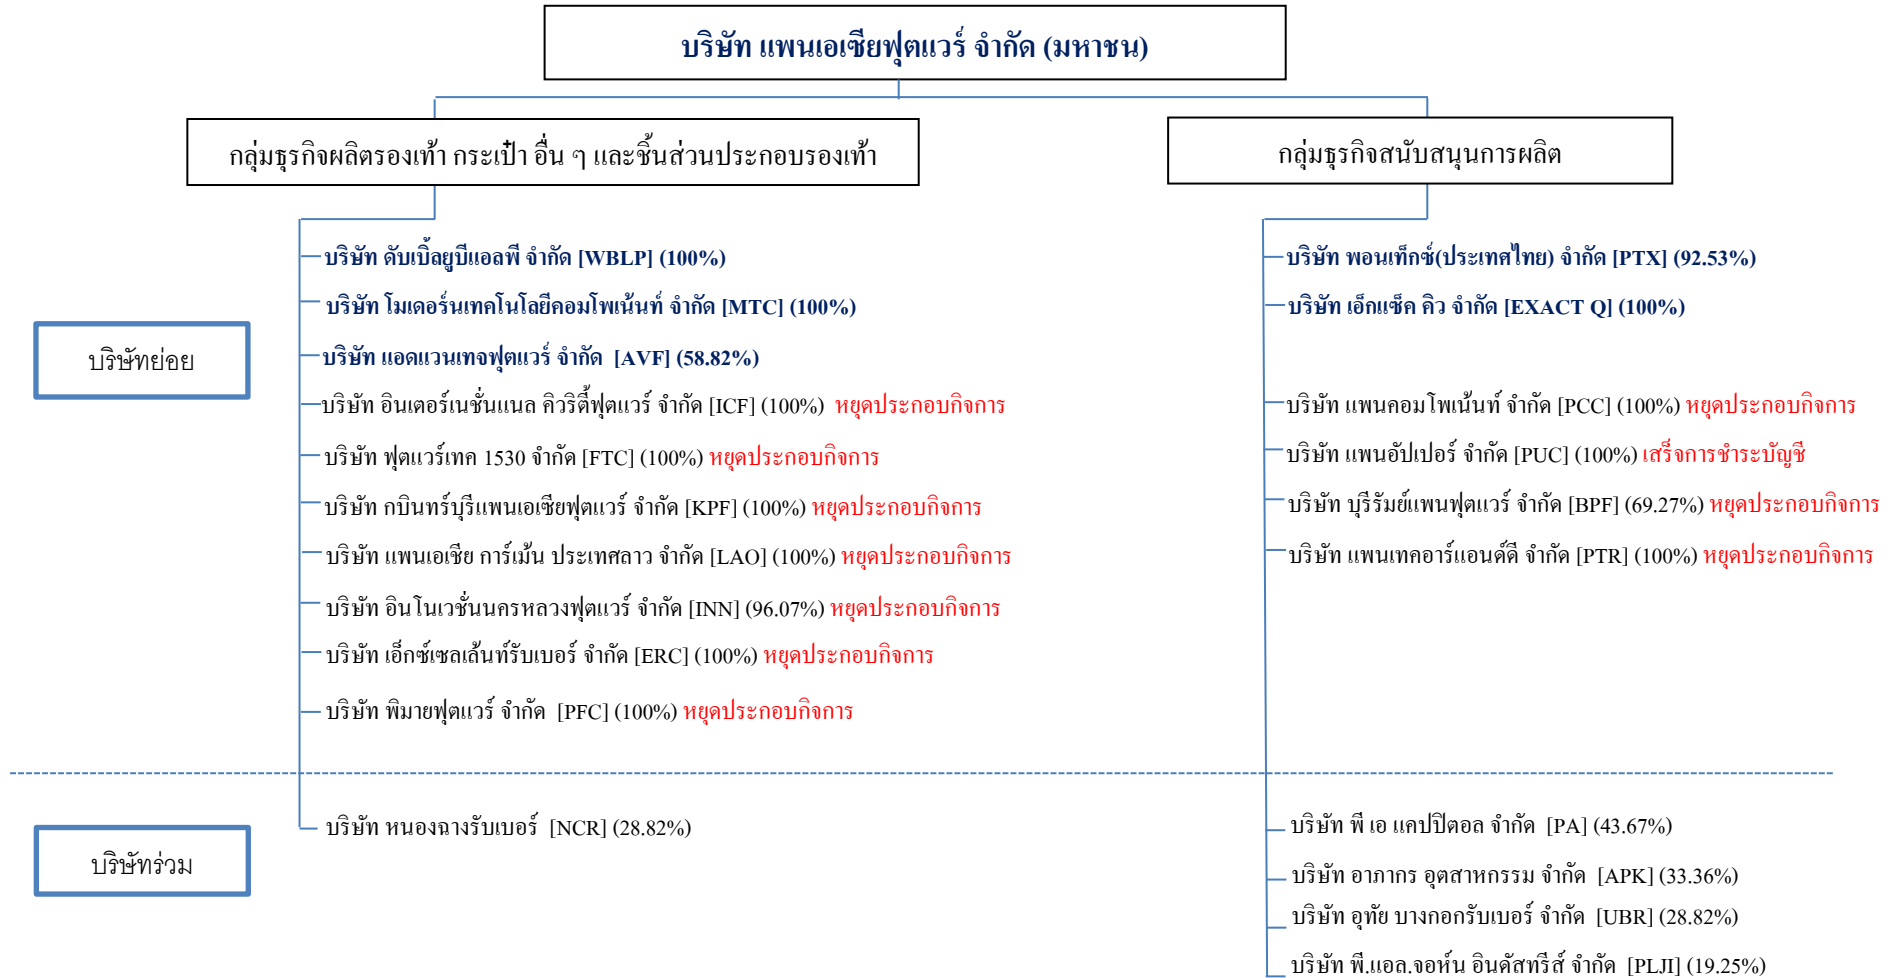 บริษัท แพนเอเซียฟุตแวร์ จำกัด (มหาชน)
กลุ่มธุรกิจผลิตรองเท้า กระเป๋า อื่น ๆ และชิ้นส่วนประกอบรองเท้า
บริษัทย่อย
บริษัท ดับเบิ้ลยูบีแอลพี จำกัด [WBLP] (100%)
บริษัท โมเดอร์นเทคโนโลยีคอมโพเน้นท์ จำกัด [MTC] (100%)
บริษัท แอดแวนเทจฟุตแวร์ จำกัด [AVF] (58.82%)
บริษัท อินเตอร์เนชั่นแนล คิวริตี้ฟุตแวร์ จำกัด [ICF] (100%) หยุดประกอบกิจการ
บริษัท ฟุตแวร์เทค 1530 จำกัด [FTC] (100%) หยุดประกอบกิจการ
บริษัท กบินทร์บุรีแพนเอเซียฟุตแวร์ จำกัด [KPF] (100%) หยุดประกอบกิจการ
บริษัท แพนเอเชีย การ์เม้น ประเทศลาว จำกัด [LAO] (100%) หยุดประกอบกิจการ
บริษัท อินโนเวชั่นนครหลวงฟุตแวร์ จำกัด [INN] (96.07%) หยุดประกอบกิจการ
บริษัท เอ็กซ์เซลเล้นท์รับเบอร์ จำกัด [ERC] (100%) หยุดประกอบกิจการ
บริษัท พิมายฟุตแวร์ จำกัด [PFC] (100%) หยุดประกอบกิจการ
บริษัทร่วม
บริษัท หนองฉางรับเบอร์ [NCR] (28.82%)
กลุ่มธุรกิจสนับสนุนการผลิต
บริษัท พอนเท็กซ์(ประเทศไทย) จำกัด [PTX] (92.53%)
บริษัท เอ็กแซ็ค คิว จำกัด [EXACT Q] (100%)
บริษัท แพนคอมโพเน้นท์ จำกัด [PCC] (100%) หยุดประกอบกิจการ
บริษัท แพนอัปเปอร์ จำกัด [PUC] (100%) เสร็จการชำระบัญชี
บริษัท บุรีรัมย์แพนฟุตแวร์ จำกัด [BPF] (69.27%) หยุดประกอบกิจการ
บริษัท แพนเทคอาร์แอนด์ดี จำกัด [PTR] (100%) หยุดประกอบกิจการ
บริษัท พี เอ แคปปิตอล จำกัด [PA] (43.67%)
บริษัท อาภากร อุตสาหกรรม จำกัด [APK] (33.36%)
บริษัท อุทัย บางกอกรับเบอร์ จำกัด [UBR] (28.82%)
บริษัท พี.แอล.จอห์น อินดัสทรีส์ จำกัด [PLJI] (19.25%)